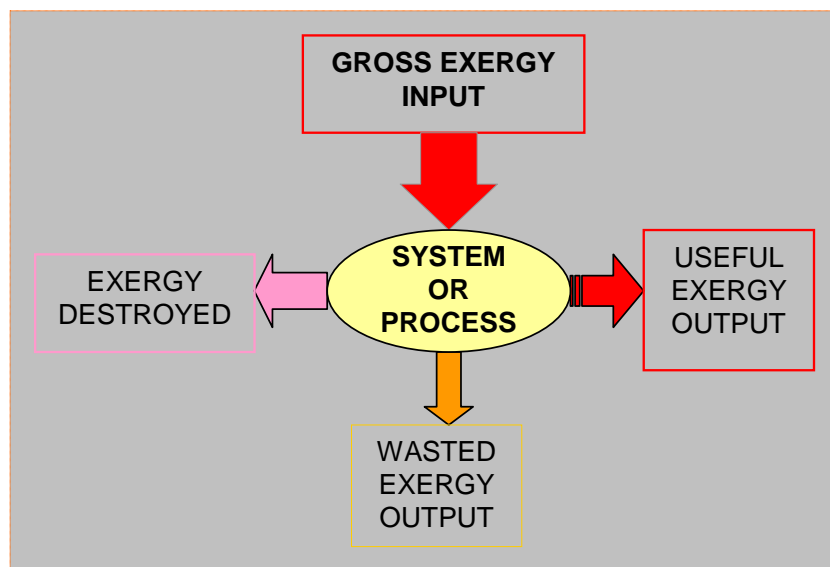 GROSS EXERGY
INPUT
SYSTEM
OR
PROCESS
EXERGY
DESTROYED
USEFUL
EXERGY
OUTPUT
WASTED
EXERGY
OUTPUT